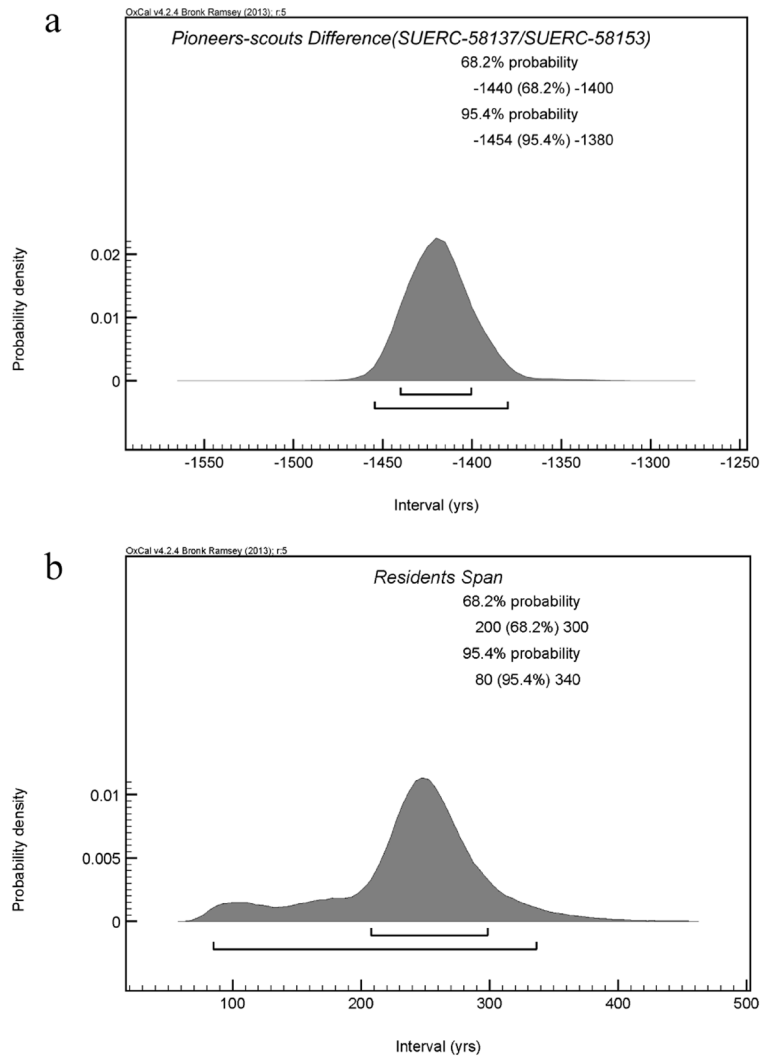 a
OxCal v4.2.4 Bronk Ramsey (2013); r:5
Pioneers-scouts Difference(SUERC-58137/SUERC-58153)
68.2% probability
-1440 (68.2%) -1400
95.4% probability
-1454 (95.4%) -1380
Probability density
0.02
0.01
0
-1550 -1500 -1450 -1400 -1350 -1300 -1250
Interval (yrs)
b
OxCal v4.2.4 Bronk Ramsey (2013); r:5
Residents Span
68.2% probability
200 (68.2%) 300
95.4% probability
80 (95.4%) 340
Probability density
0.01
0.005
0
100 200 300 400 500
Interval (yrs)